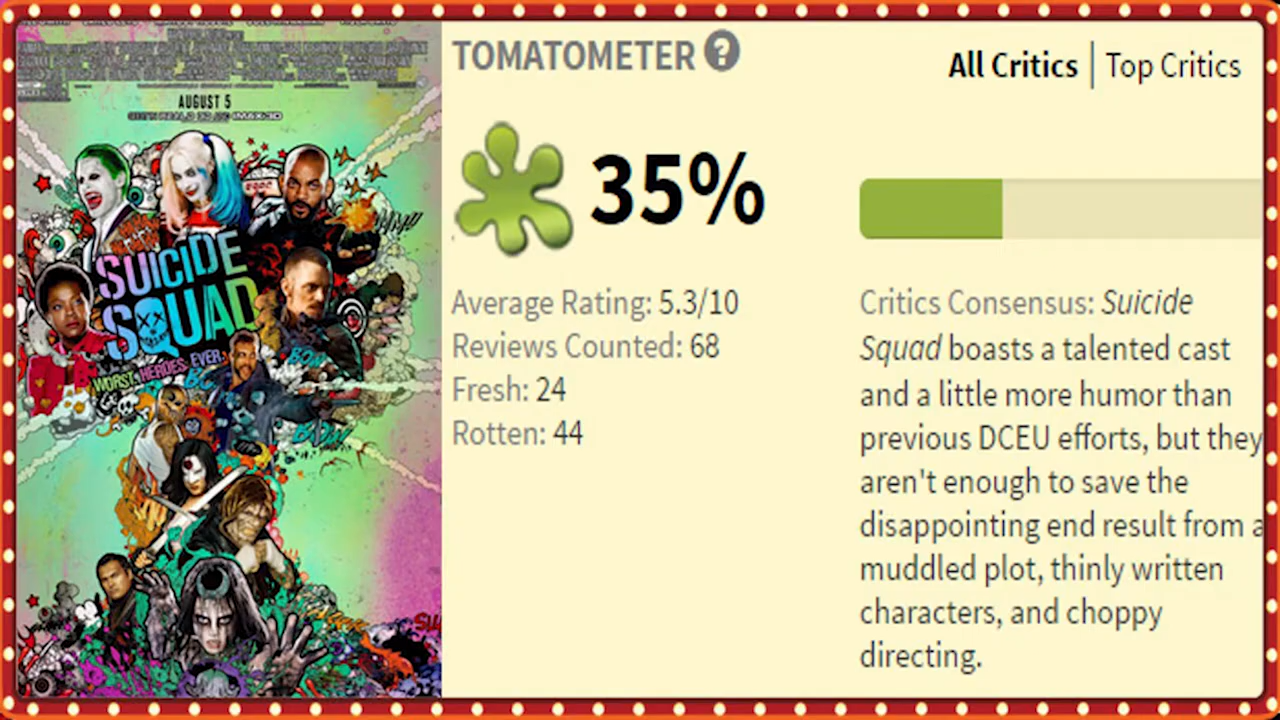 AUGUST 5
SUICIDE
SQUAD
WORST. HEROES. EVER.
TOMATOMETER ?
All Critics | Top Critics
35%
Average Rating: 5.3/10
Reviews Counted: 68
Fresh: 24
Rotten: 44
Critics Consensus: Suicide
Squad boasts a talented cast
and a little more humor than
previous DCEU efforts, but they
aren't enough to save the
disappointing end result from a
muddled plot, thinly written
characters, and choppy
directing.